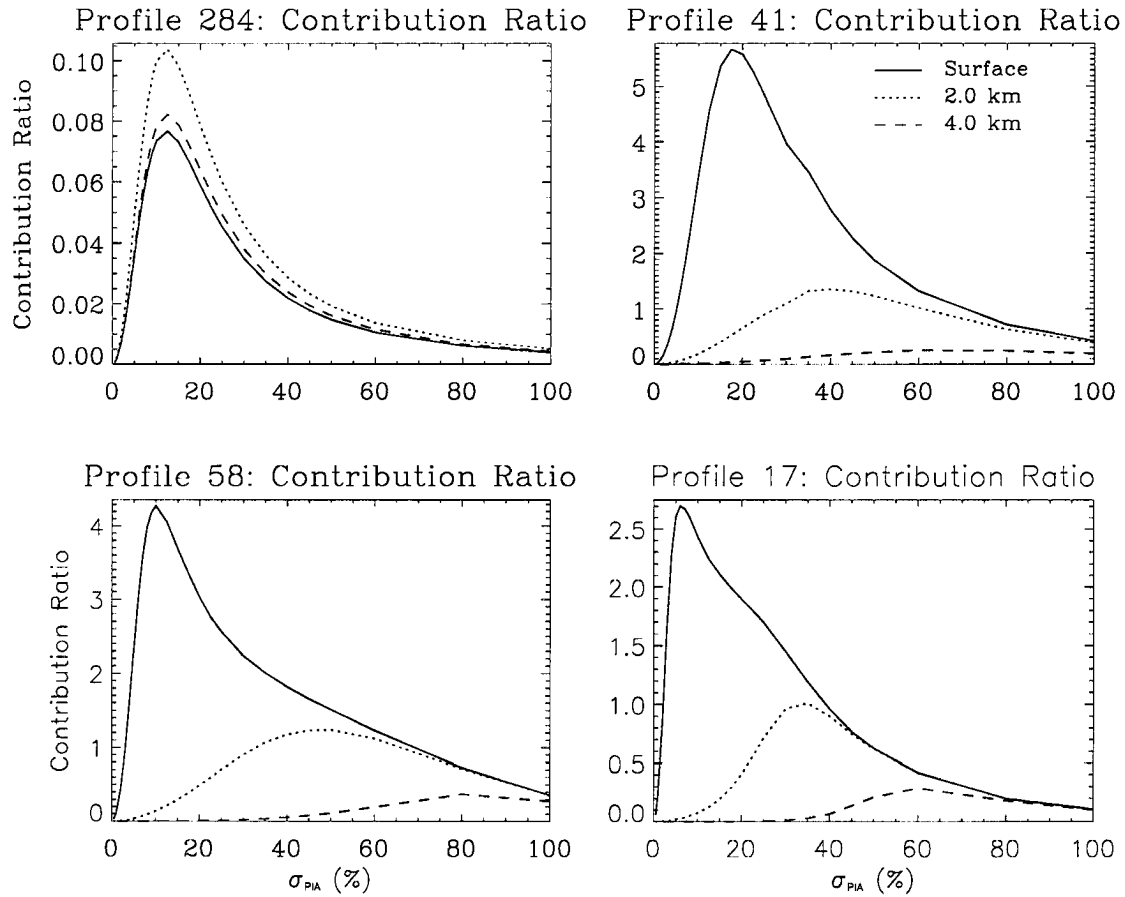 Profile 284: Contribution Ratio
Contribution Ratio
0.10
0.08
0.06
0.04
0.02
0.00
0 20 40 60 80 100
Profile 41: Contribution Ratio
5
4
3
2
1
0
Surface
2.0 km
4.0 km
0 20 40 60 80 100
Profile 58: Contribution Ratio
Contribution Ratio
4
3
2
1
0
0 20 40 60 80 100
σPIA (%)
Profile 17: Contribution Ratio
2.5
2.0
1.5
1.0
0.5
0.0
0 20 40 60 80 100
σPIA (%)